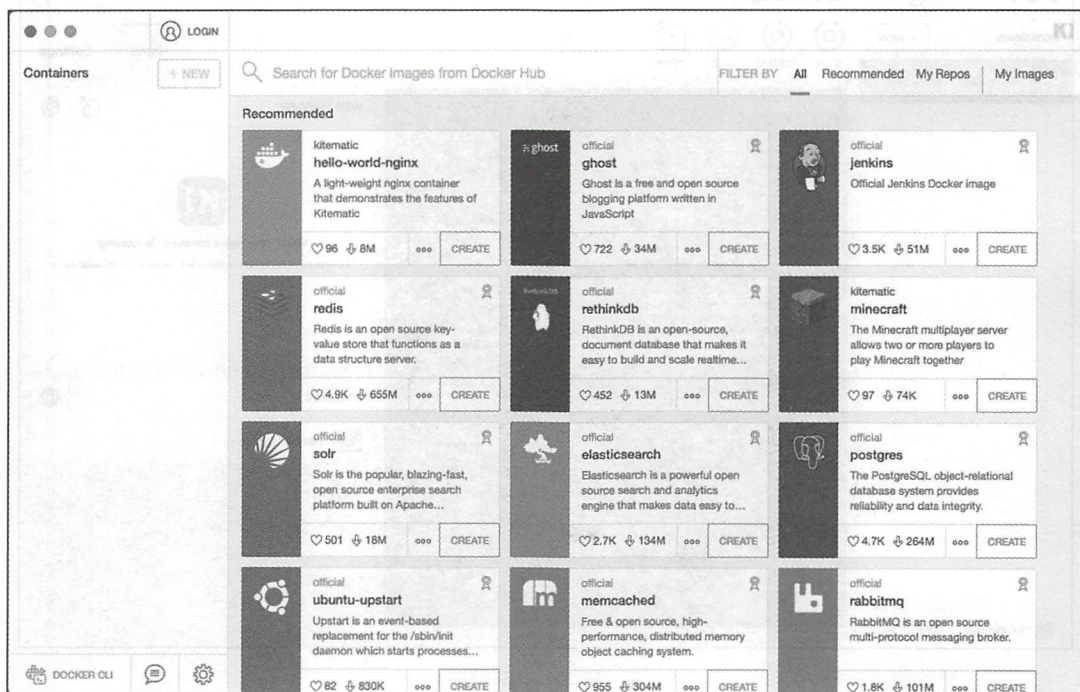 LOGIN
Containers
+ NEW
Search for Docker images from Docker Hub
FILTER BY All Recommended My Repos My Images
Recommended
kitematic
hello-world-nginx
A light-weight nginx container
that demonstrates the features of
Kitematic
96 8M
CREATE
ghost
official
ghost
Ghost is a free and open source
blogging platform written in
JavaScript
722 34M
CREATE
official
jenkins
Official Jenkins Docker image
3.5K 51M
CREATE
official
redis
Redis is an open source key-
value store that functions as a
data structure server.
4.9K 655M
CREATE
RethinkDB
official
rethinkdb
RethinkDB is an open-source,
document database that makes it
easy to build and scale realtime...
452 13M
CREATE
kitematic
minecraft
The Minecraft multiplayer server
allows two or more players to
play Minecraft together
97 74K
CREATE
official
solr
Solr is the popular, blazing-fast,
open source enterprise search
platform built on Apache...
501 18M
CREATE
official
elasticsearch
Elasticsearch is a powerful open
source search and analytics
engine that makes data easy to...
2.7K 134M
CREATE
official
postgres
The PostgreSQL object-relational
database system provides
reliability and data integrity.
4.7K 264M
CREATE
official
ubuntu-upstart
Upstart is an event-based
replacement for the /sbin/init
daemon which starts processes...
82 830K
CREATE
official
memcached
Free & open source, high-
performance, distributed memory
object caching system.
955 304M
CREATE
official
rabbitmq
RabbitMQ is an open source
multi-protocol messaging broker.
1.8K 101M
CREATE
DOCKER CLI